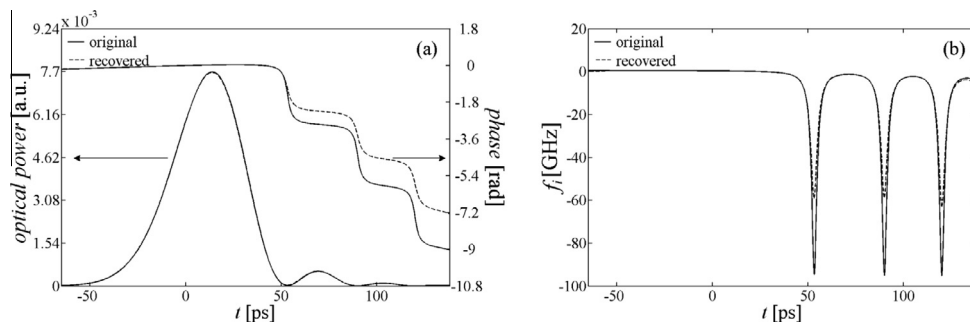 9.24 x 10⁻³
7.7
6.16
4.62
3.08
1.54
0
optical power [a.u.]
original
recovered
(a)
1.8
0
-1.8
-3.6
-5.4
-7.2
-9
-10.8
phase [rad]
-50
0
50
100
t [ps]
20
0
-20
-40
-60
-80
-100
fᵢ [GHz]
original
recovered
(b)
-50
0
50
100
t [ps]